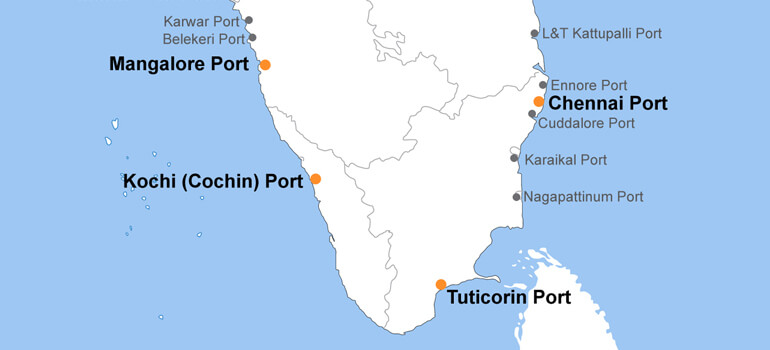 Karwar Port
Belekeri Port
Mangalore Port
Kochi (Cochin) Port
L&T Kattupalli Port
Ennore Port
Chennai Port
Cuddalore Port
Karaikal Port
Nagapattinum Port
Tuticorin Port